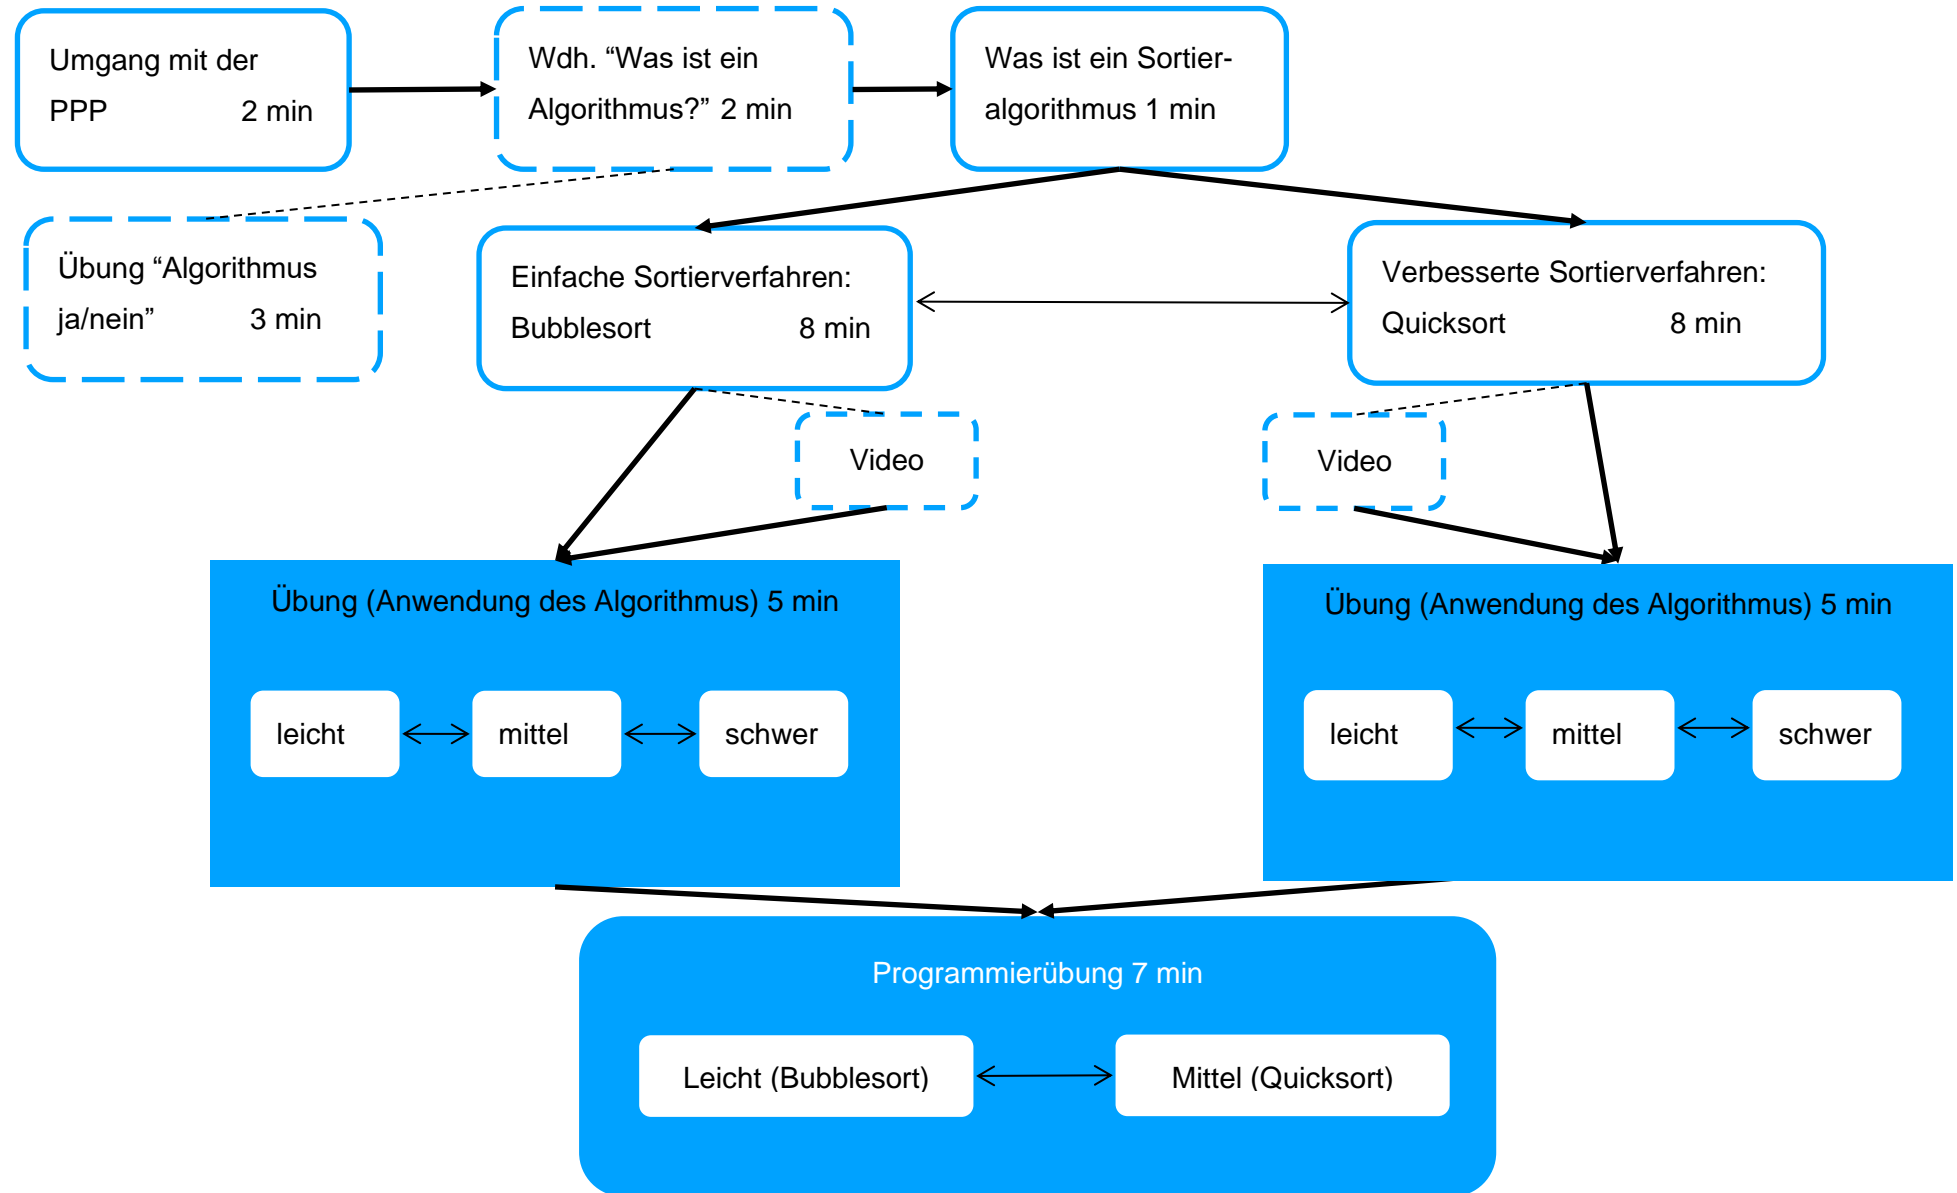 Umgang mit der
PPP 2 min
Wdh. “Was ist ein
Algorithmus?” 2 min
Was ist ein Sortier-
algorithmus 1 min
Übung “Algorithmus
ja/nein” 3 min
Einfache Sortierverfahren:
Bubblesort 8 min
Verbesserte Sortierverfahren:
Quicksort 8 min
Video
Video
Übung (Anwendung des Algorithmus) 5 min
leicht
mittel
schwer
Übung (Anwendung des Algorithmus) 5 min
leicht
mittel
schwer
Programmierübung 7 min
Leicht (Bubblesort)
Mittel (Quicksort)